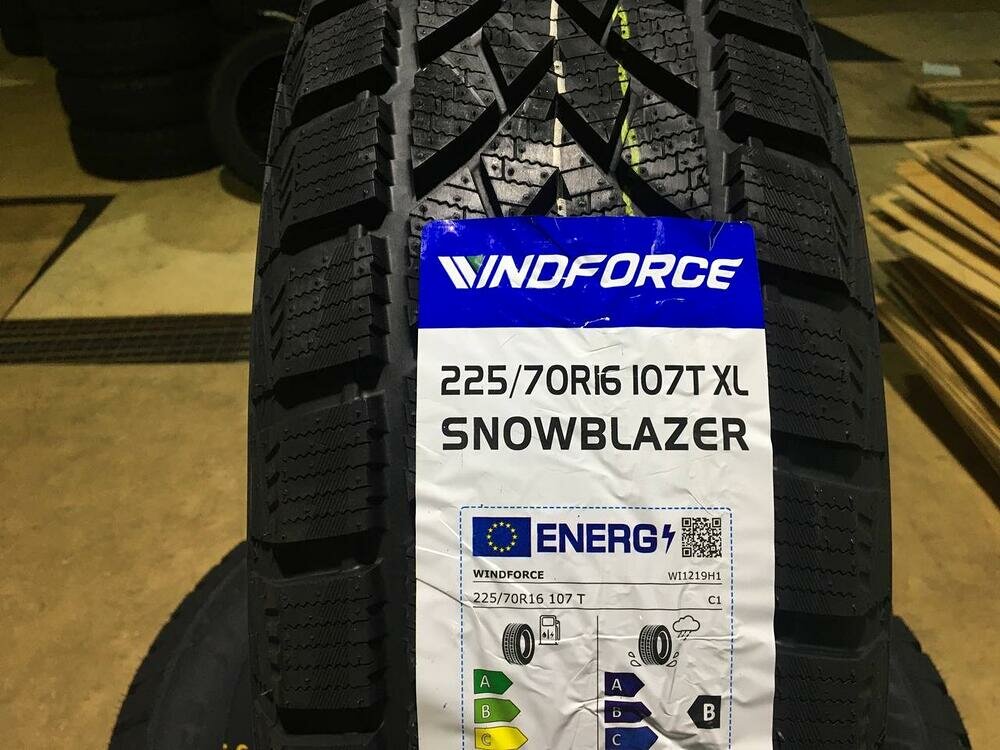 WINDFORCE
225/70R16 107T XL
SNOWBLAZER
ENERG
WINDFORCE WI1219H1
225/70R16 107 T C1
A A
B B B
C C